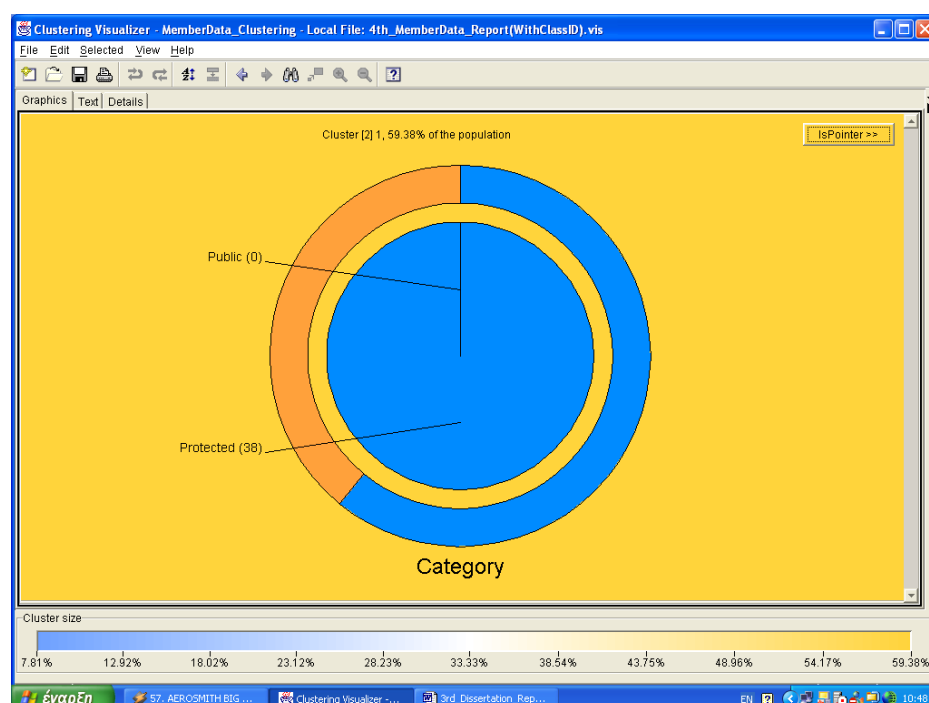 Clustering Visualizer - MemberData_Clustering - Local File: 4th_MemberData_Report(WithClassID).vis
File Edit Selected View Help
Graphics Text Details
Cluster [2] 1, 59.38% of the population
IsPointer >>
Public (0)
Protected (38)
Category
Cluster size
7.81% 12.92% 18.02% 23.12% 28.23% 33.33% 38.54% 43.75% 48.96% 54.17% 59.38%
έναρξη 57. AEROSMITH BIG ... Clustering Visualizer -... 3rd_Dissertation_Rep... EN 10:48